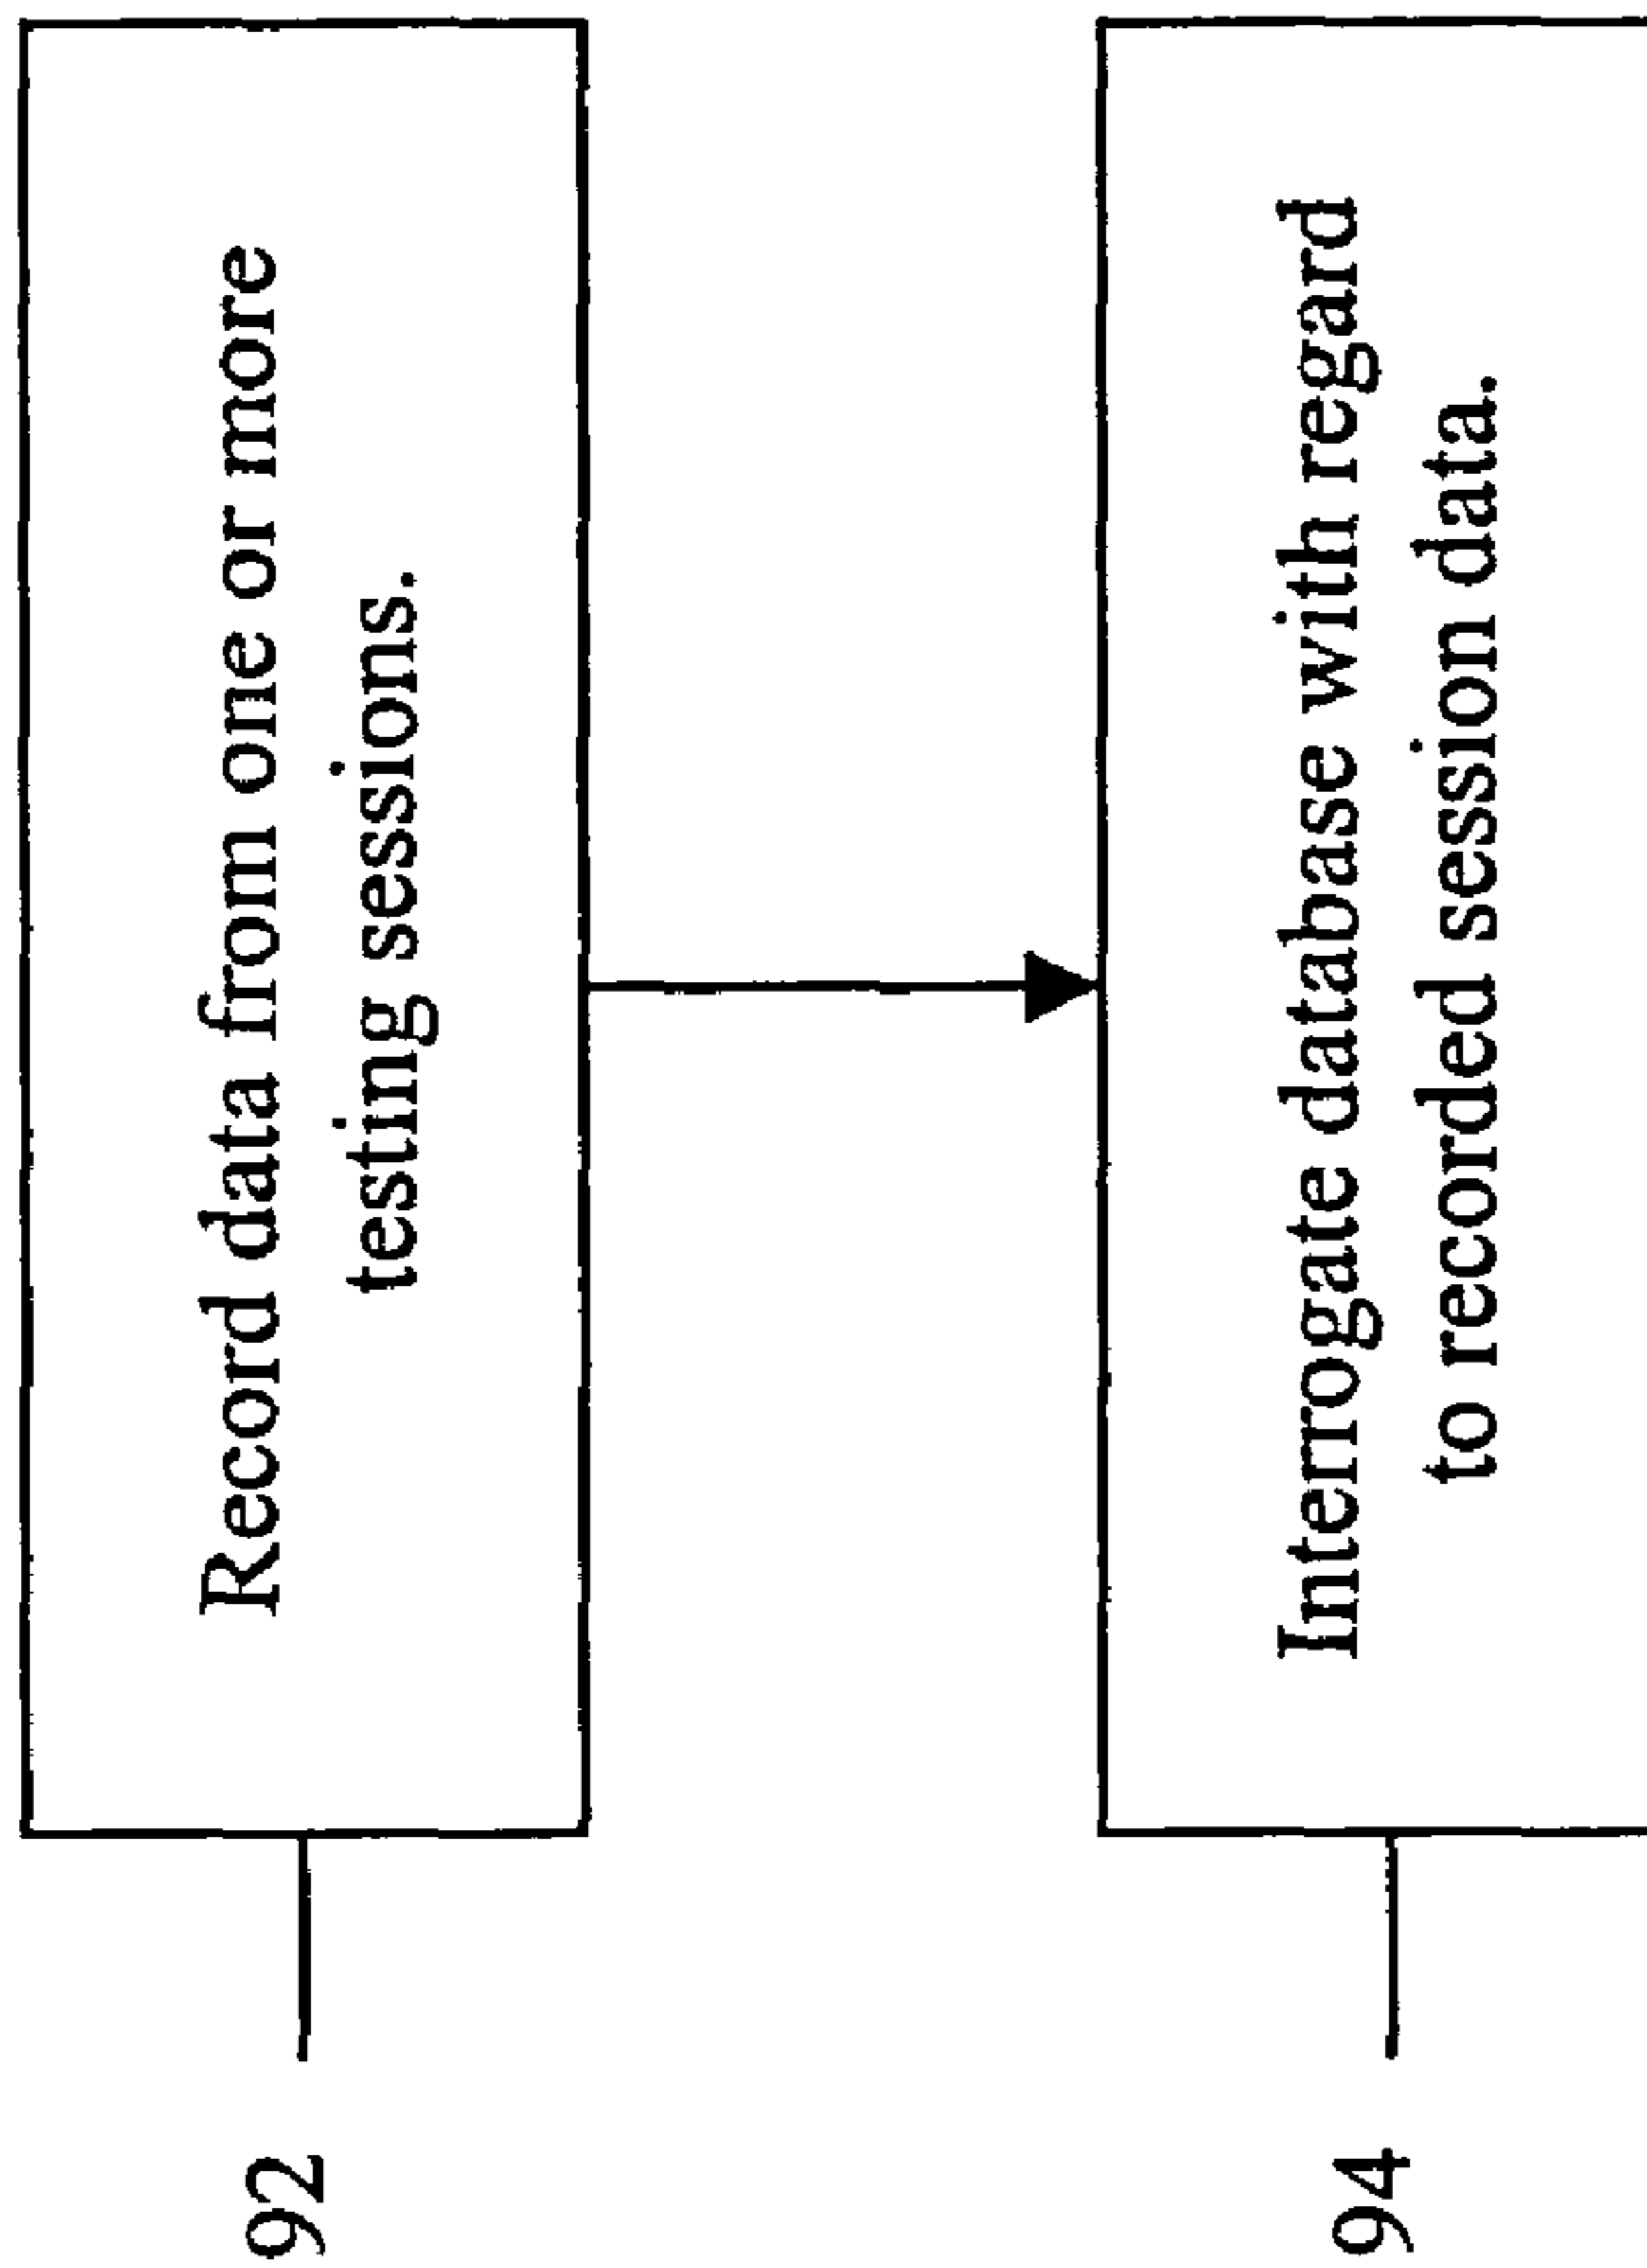 92
Record data from one or more
testing sessions.
94
Interrogate database with regard
to recorded session data.